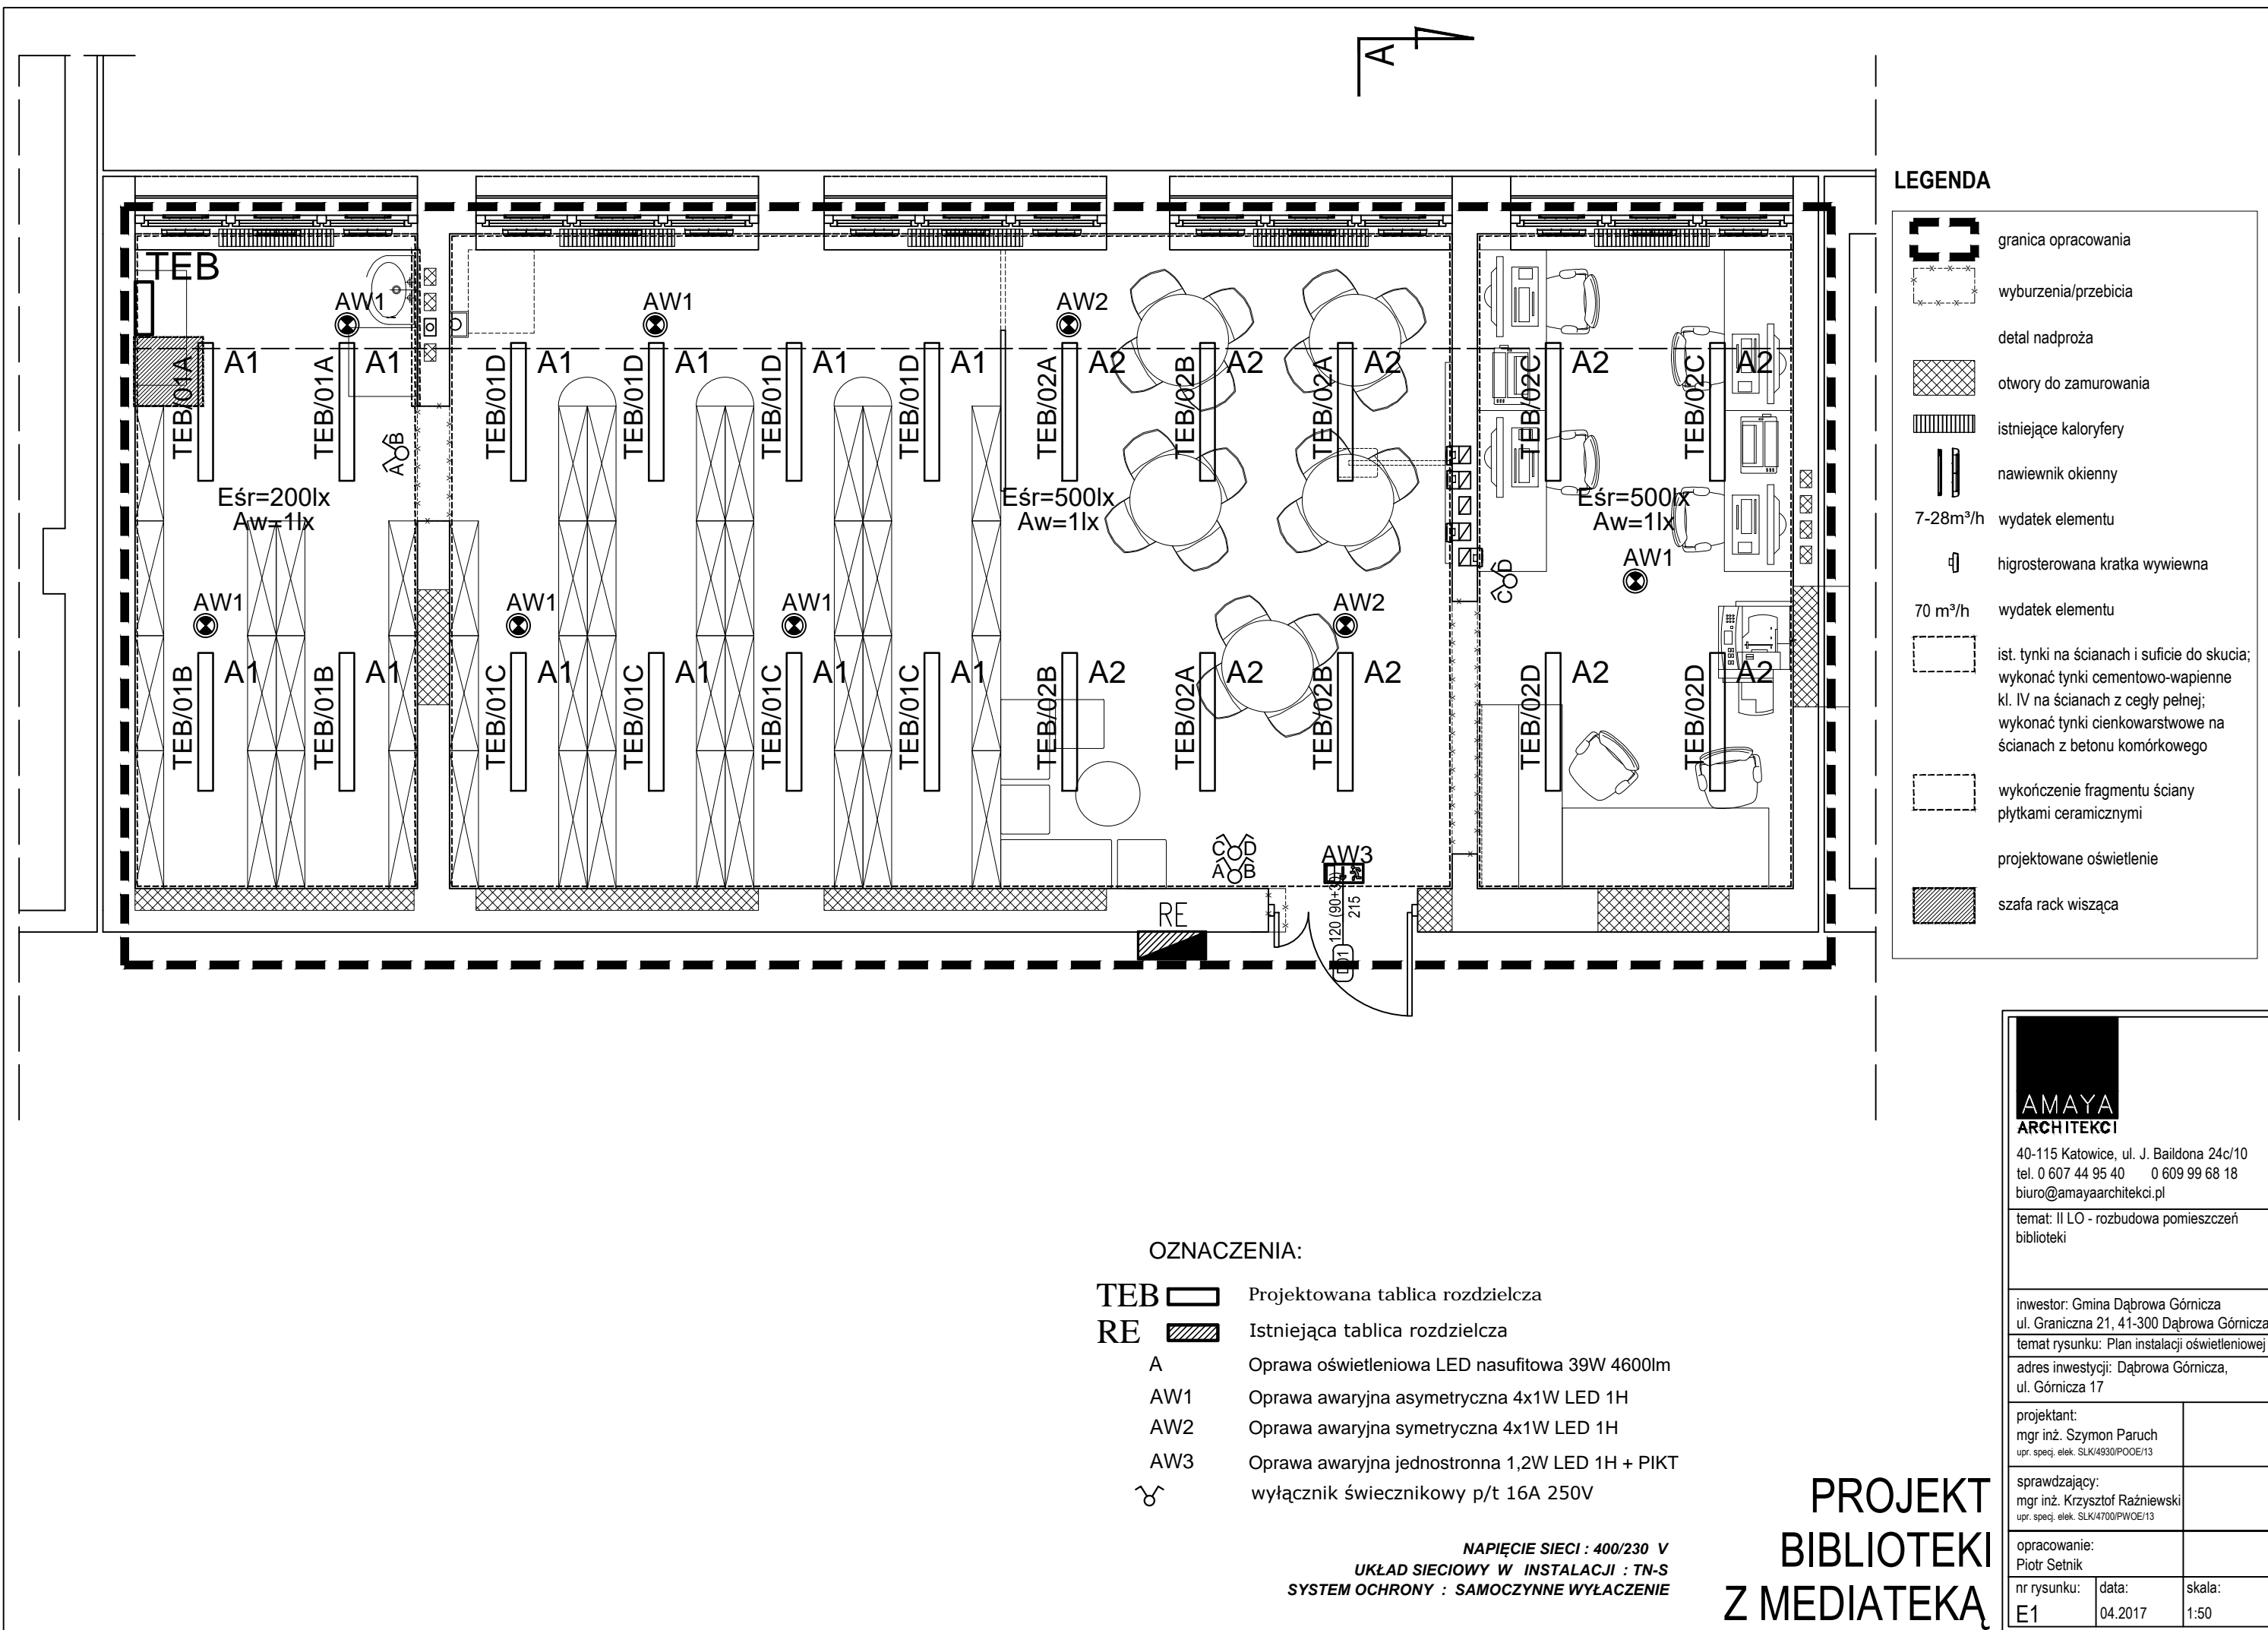 A
LEGENDA
granica opracowania
wyburzenia/przebicia
detal nadproża
otwory do zamurowania
istniejące kaloryfery
nawiewnik okienny
7-28m³/h wydatek elementu
higrosterowana kratka wywiewna
70 m³/h wydatek elementu
ist. tynki na ścianach i suficie do skucia;
wykonać tynki cementowo-wapienne
kl. IV na ścianach z cegły pełnej;
wykonać tynki cienkowarstwowe na
ścianach z betonu komórkowego
wykończenie fragmentu ściany
płytkami ceramicznymi
projektowane oświetlenie
szafa rack wisząca
TEB
AW1 AW1 AW2
TEB/01A A1 TEB/01A A1 TEB/01D A1 TEB/01D A1 TEB/01D A1 TEB/01D A1 TEB/02A A2 TEB/02B A2 TEB/02A A2 TEB/02C A2 TEB/02C A2
A B
Eśr=200lx Eśr=500lx Eśr=500lx
Aw=1lx Aw=1lx Aw=1lx
AW1
C D
AW1 AW1 AW1 AW2
TEB/01B A1 TEB/01B A1 TEB/01C A1 TEB/01C A1 TEB/01C A1 TEB/01C A1 TEB/02B A2 TEB/02A A2 TEB/02B A2 TEB/02D A2 TEB/02D A2
C D
A B
AW3
RE
120 (90+30)
215
D01
OZNACZENIA:
TEB Projektowana tablica rozdzielcza
RE Istniejąca tablica rozdzielcza
A Oprawa oświetleniowa LED nasufitowa 39W 4600lm
AW1 Oprawa awaryjna asymetryczna 4x1W LED 1H
AW2 Oprawa awaryjna symetryczna 4x1W LED 1H
AW3 Oprawa awaryjna jednostronna 1,2W LED 1H + PIKT
wyłącznik świecznikowy p/t 16A 250V
NAPIĘCIE SIECI : 400/230 V
UKŁAD SIECIOWY W INSTALACJI : TN-S
SYSTEM OCHRONY : SAMOCZYNNE WYŁACZENIE
PROJEKT
BIBLIOTEKI
Z MEDIATEKĄ
AMAYA
ARCHITEKCI
40-115 Katowice, ul. J. Baildona 24c/10
tel. 0 607 44 95 40 0 609 99 68 18
biuro@amayaarchitekci.pl
temat: II LO - rozbudowa pomieszczeń
biblioteki
inwestor: Gmina Dąbrowa Górnicza
ul. Graniczna 21, 41-300 Dąbrowa Górnicza
temat rysunku: Plan instalacji oświetleniowej
adres inwestycji: Dąbrowa Górnicza,
ul. Górnicza 17
projektant:
mgr inż. Szymon Paruch
upr. specj. elek. SLK/4930/POOE/13
sprawdzający:
mgr inż. Krzysztof Raźniewski
upr. specj. elek. SLK/4700/PWOE/13
opracowanie:
Piotr Setnik
nr rysunku: data: skala:
E1 04.2017 1:50